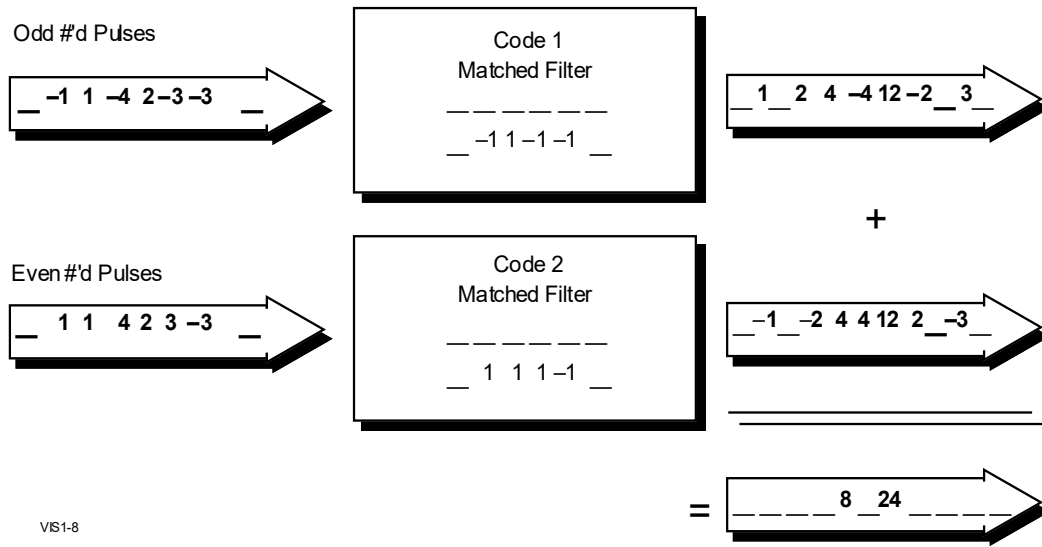 Odd #'d Pulses
_ –1 1 –4 2 –3 –3 _
Code 1
Matched Filter
_ _ _ _ _ _
_ –1 1 –1 –1 _
_ 1 _ 2 4 –4 12 –2 _ 3 _
+
Even #'d Pulses
_ 1 1 4 2 3 –3 _
Code 2
Matched Filter
_ _ _ _ _ _
_ 1 1 1 –1 _
_ –1 _ –2 4 4 12 2 _ –3 _
= _ _ _ _ 8 _ 24 _ _ _ _
VIS1-8